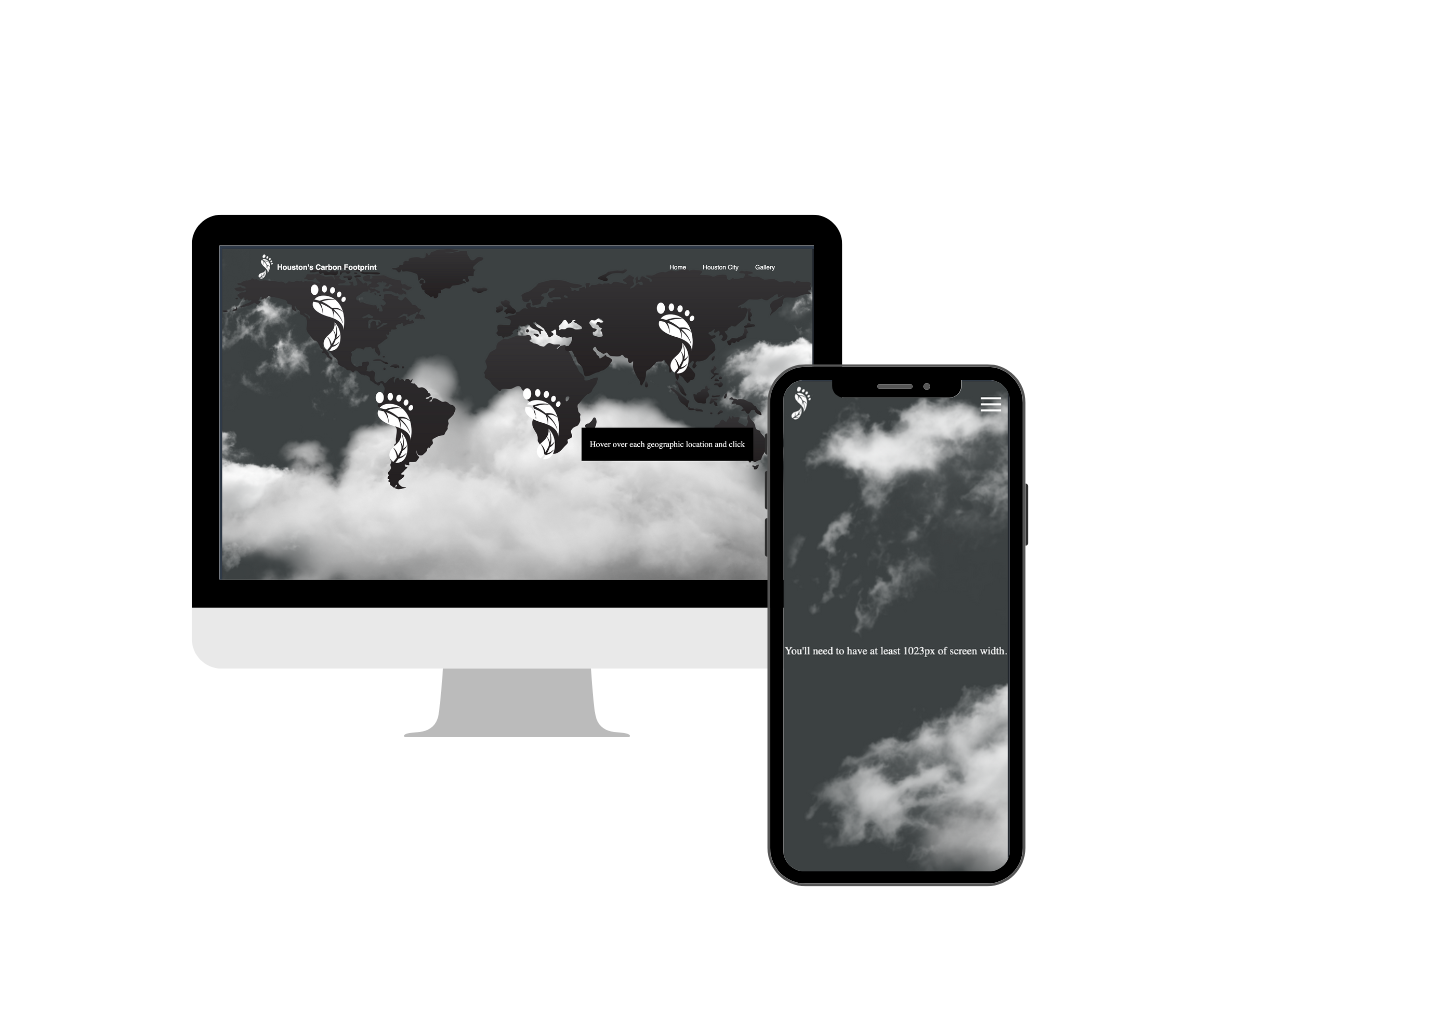 Houston's Carbon Footprint
Home Houston City Gallery
Hover over each geographic location and click
You'll need to have at least 1023px of screen width.